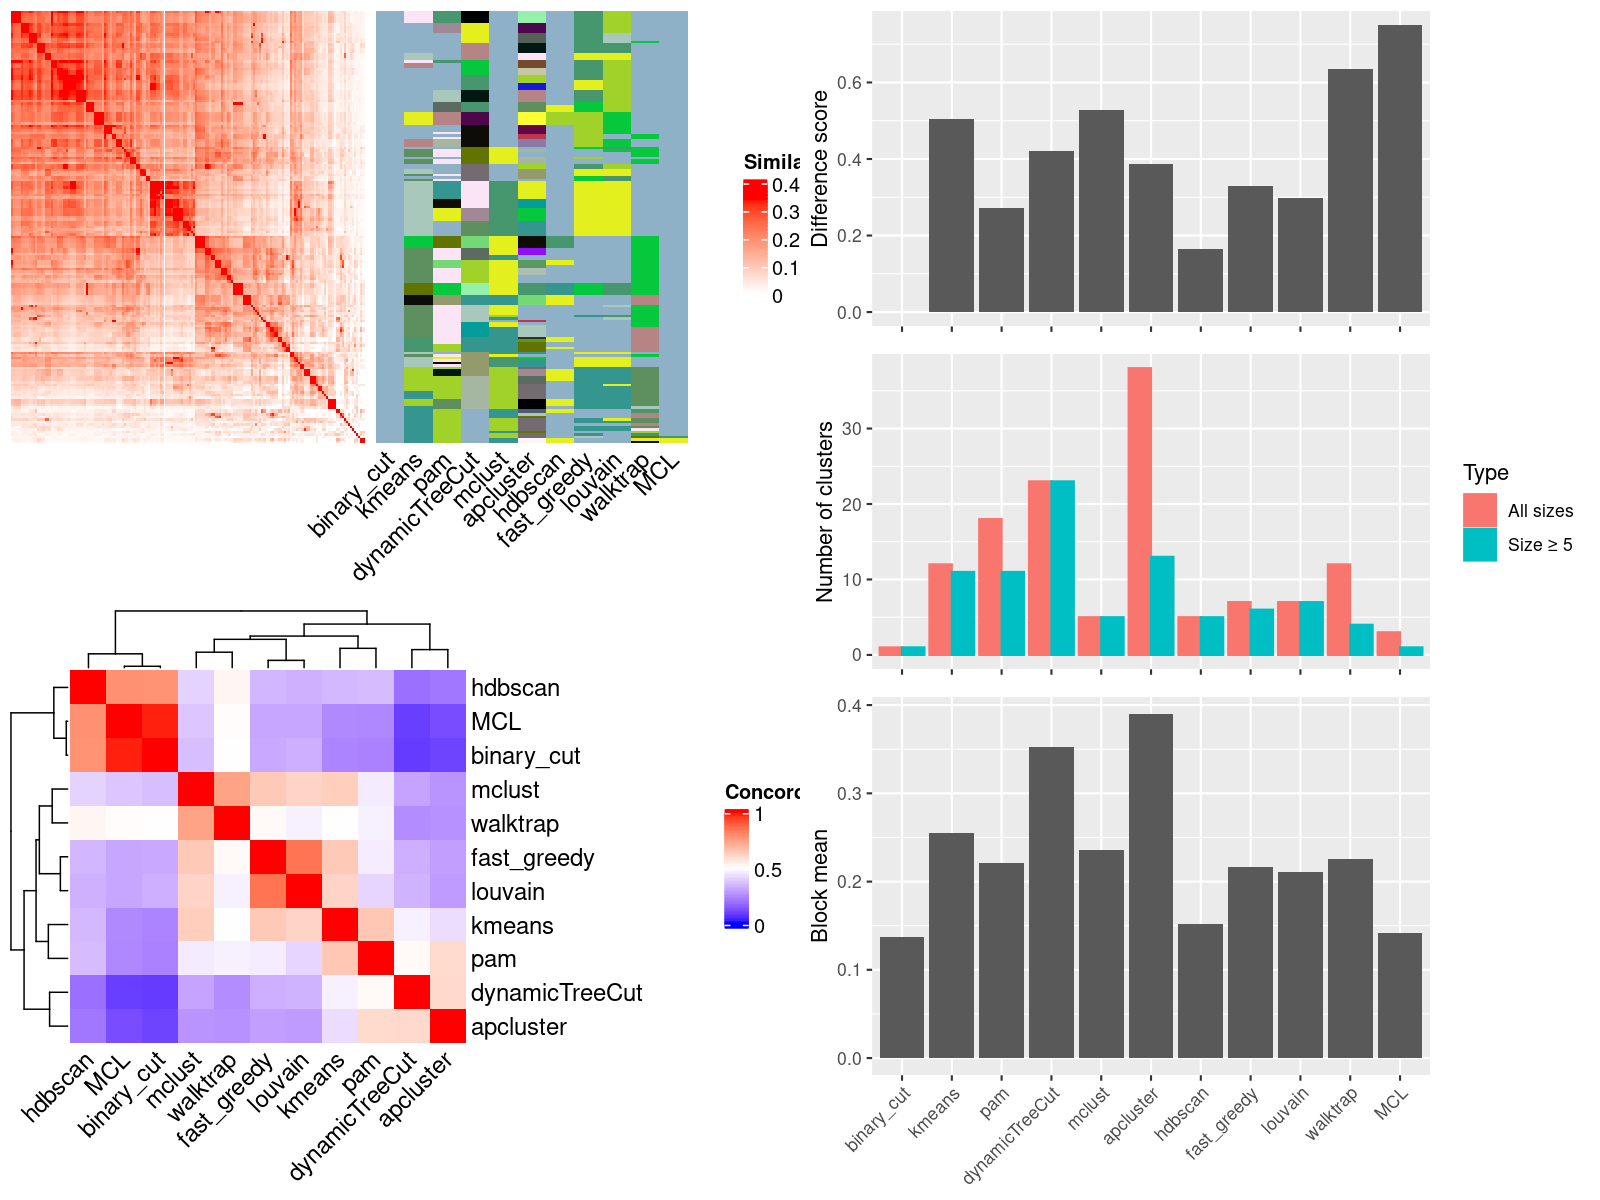 Simila
0.4
0.3
0.2
0.1
0
binary_cut
kmeans
pam
dynamicTreeCut
mclust
apcluster
hdbscan
fast_greedy
louvain
walktrap
MCL
hdbscan
MCL
binary_cut
mclust
walktrap
fast_greedy
louvain
kmeans
pam
dynamicTreeCut
apcluster
hdbscan
MCL
binary_cut
mclust
walktrap
fast_greedy
louvain
kmeans
pam
dynamicTreeCut
apcluster
Concord
1
0.5
0
Difference score
0.6
0.4
0.2
0.0
Number of clusters
30
20
10
0
Type
All sizes
Size ≥ 5
Block mean
0.4
0.3
0.2
0.1
0.0
binary_cut
kmeans
pam
dynamicTreeCut
mclust
apcluster
hdbscan
fast_greedy
louvain
walktrap
MCL